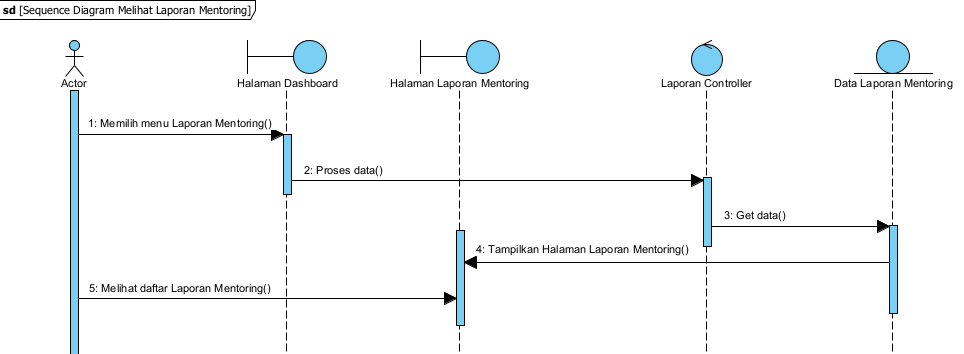 sd [Sequence Diagram Melihat Laporan Mentoring]
Actor
Halaman Dashboard
Halaman Laporan Mentoring
Laporan Controller
Data Laporan Mentoring
1: Memilih menu Laporan Mentoring()
2: Proses data()
3: Get data()
4: Tampilkan Halaman Laporan Mentoring()
5: Melihat daftar Laporan Mentoring()